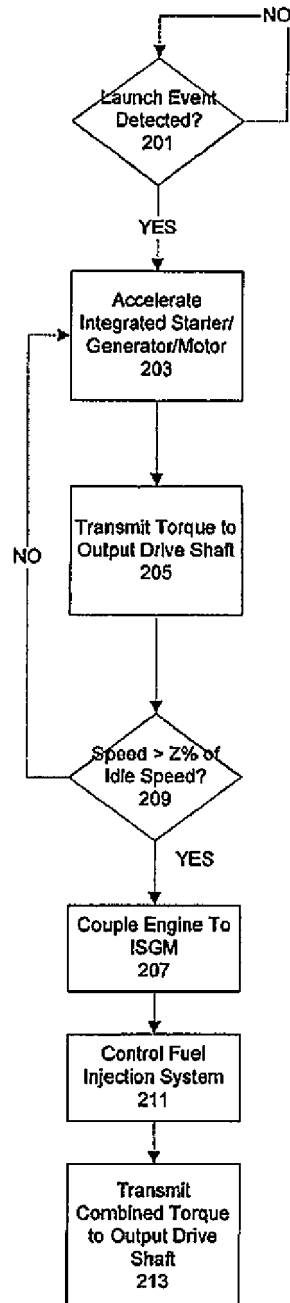 NO
Launch Event
Detected?
201
YES
Accelerate
Integrated Starter/
Generator/Motor
203
Transmit Torque to
Output Drive Shaft
205
NO
Speed > Z% of
Idle Speed?
209
YES
Couple Engine To
ISGM
207
Control Fuel
Injection System
211
Transmit
Combined Torque
to Output Drive
Shaft
213